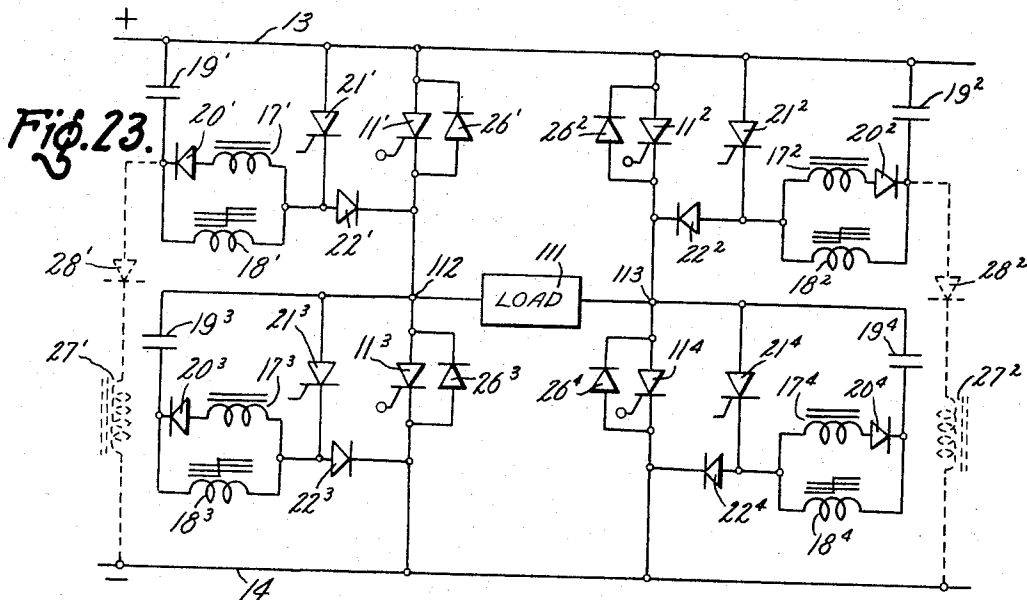 +
13
19' 21' 11' 26' 26² 11² 21² 19²
Fig.23.
20' 17' 17² 20²
22' 22²
18' 18²
28' 28²
112 111 113
LOAD
19³ 21³ 11³ 26³ 26⁴ 11⁴ 21⁴ 19⁴
27' 27²
20³ 17³ 17⁴ 20⁴
18³ 22³ 22⁴ 18⁴
−
14